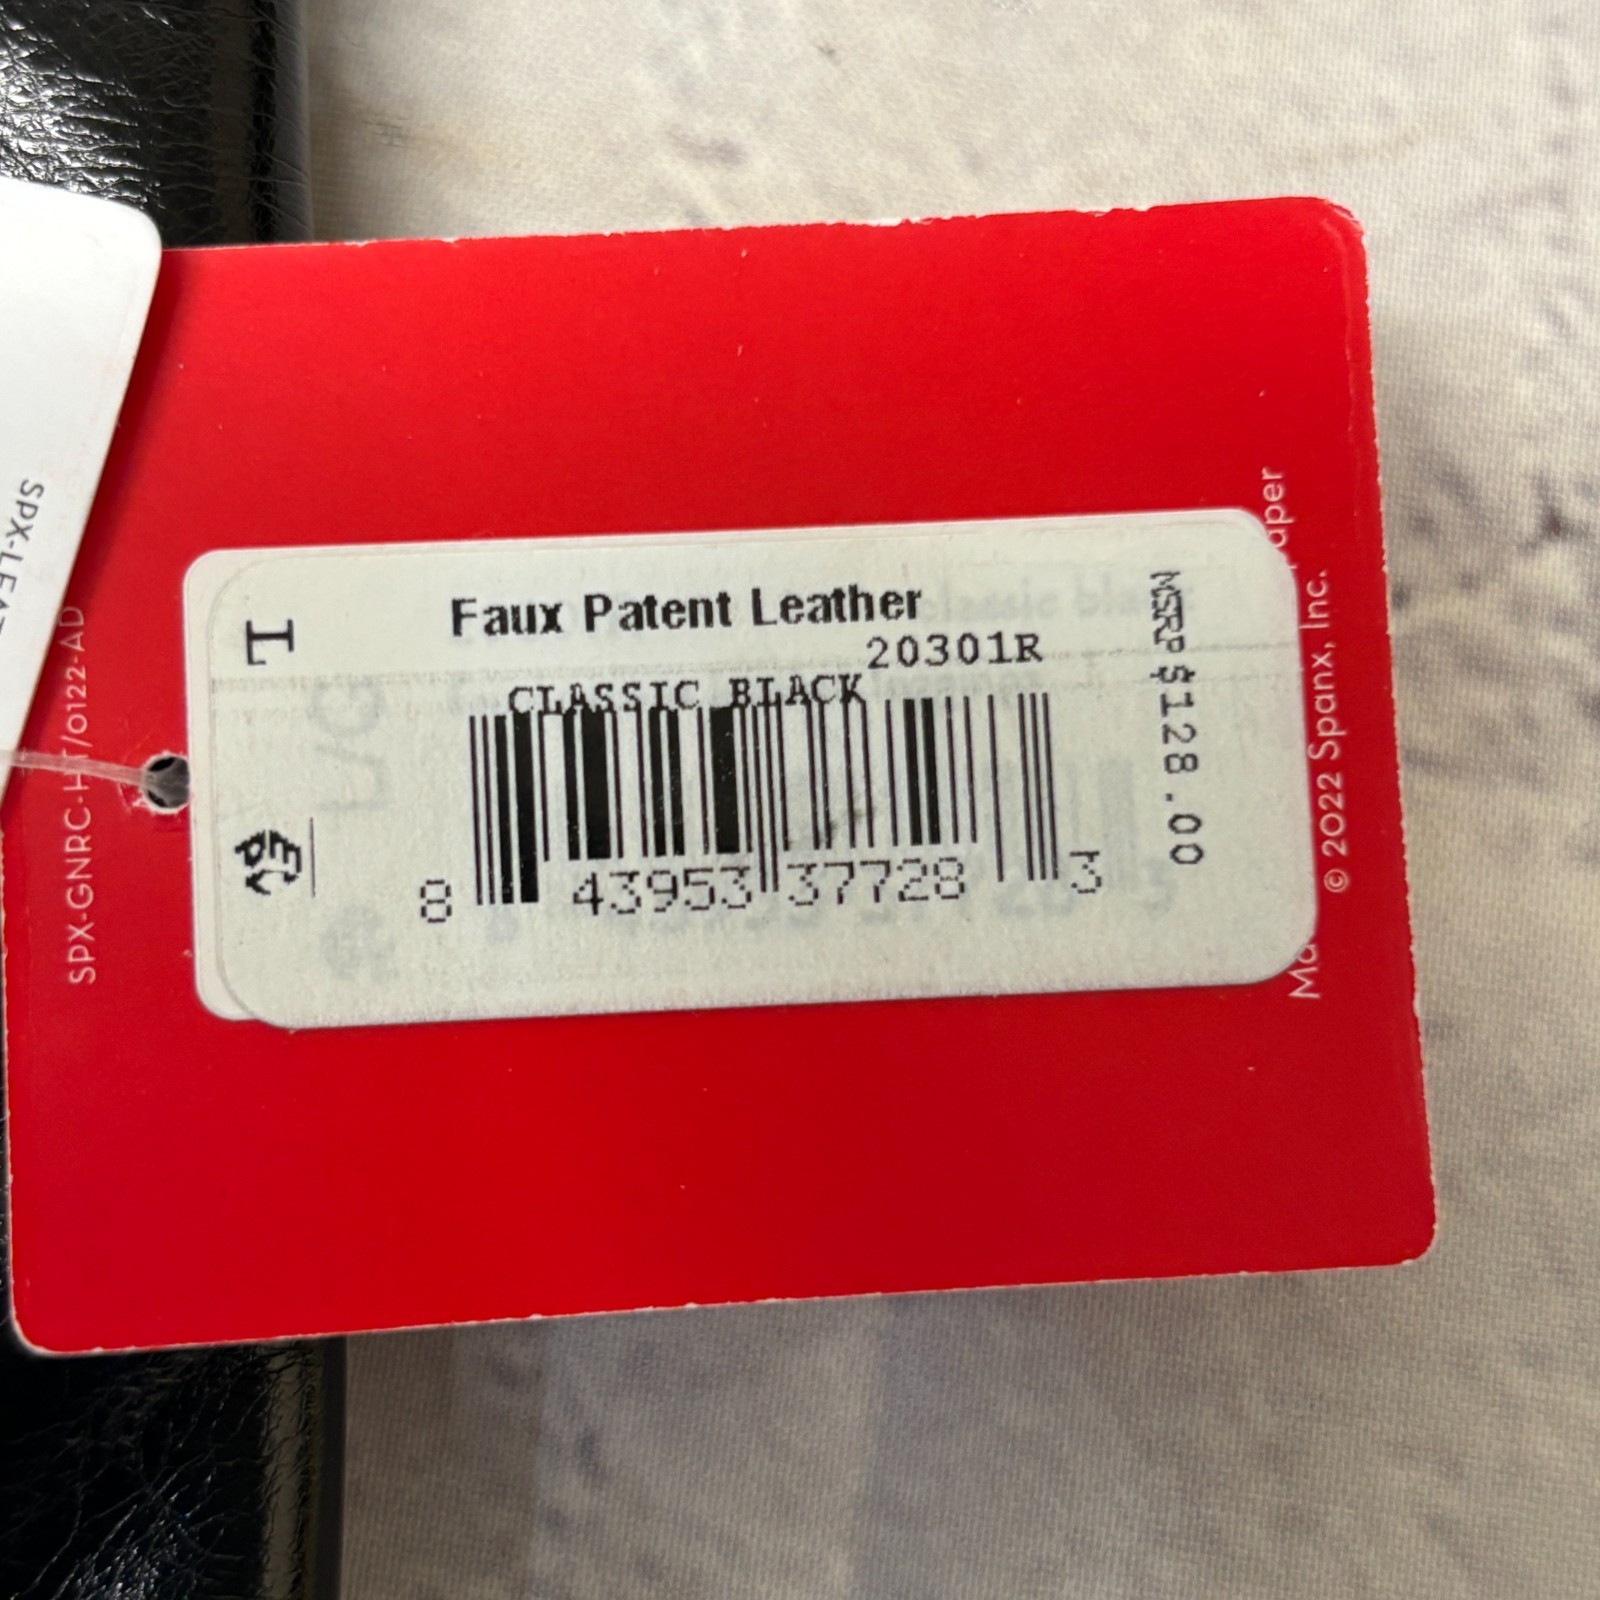 L
Faux Patent Leather
20301R
CLASSIC BLACK
8 43953 37728 3
MSRP$128.00
SPX-GNRC-HT/0122-AD
© 2022 Spanx, Inc.